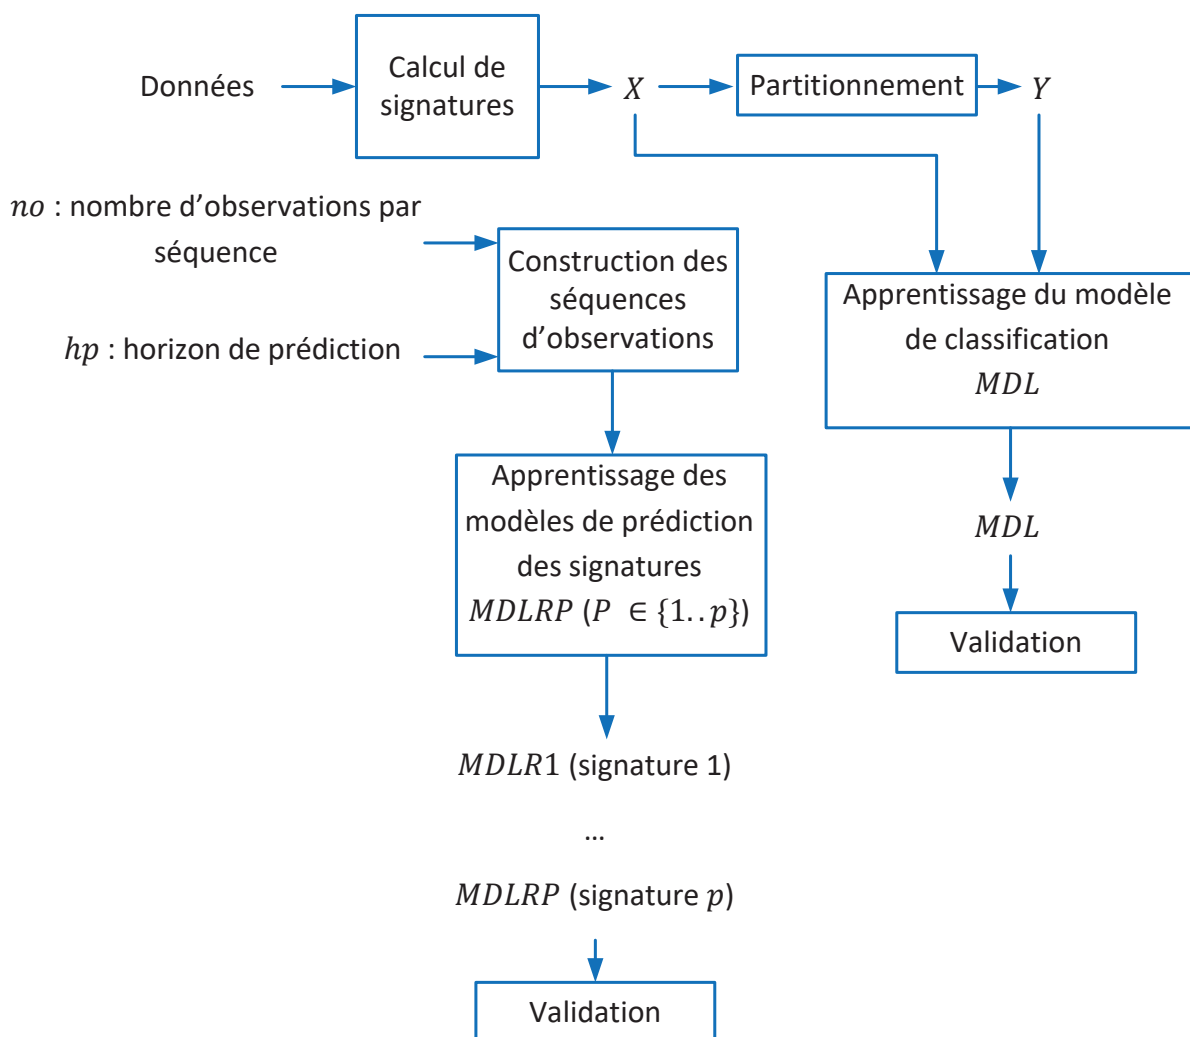 Données
Calcul de
signatures
X
Partitionnement
Y
no : nombre d'observations par
séquence
hp : horizon de prédiction
Construction des
séquences
d'observations
Apprentissage du modèle
de classification
MDL
Apprentissage des
modèles de prédiction
des signatures
MDLRP (P ∈ {1..p})
MDL
Validation
MDLR1 (signature 1)
...
MDLRP (signature p)
Validation